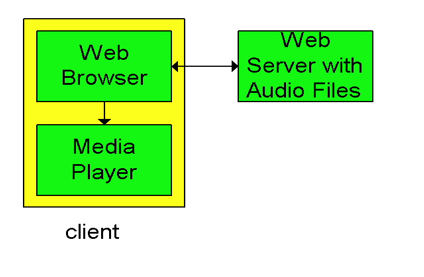 Web
Browser
Web
Server with
Audio Files
Media
Player
client